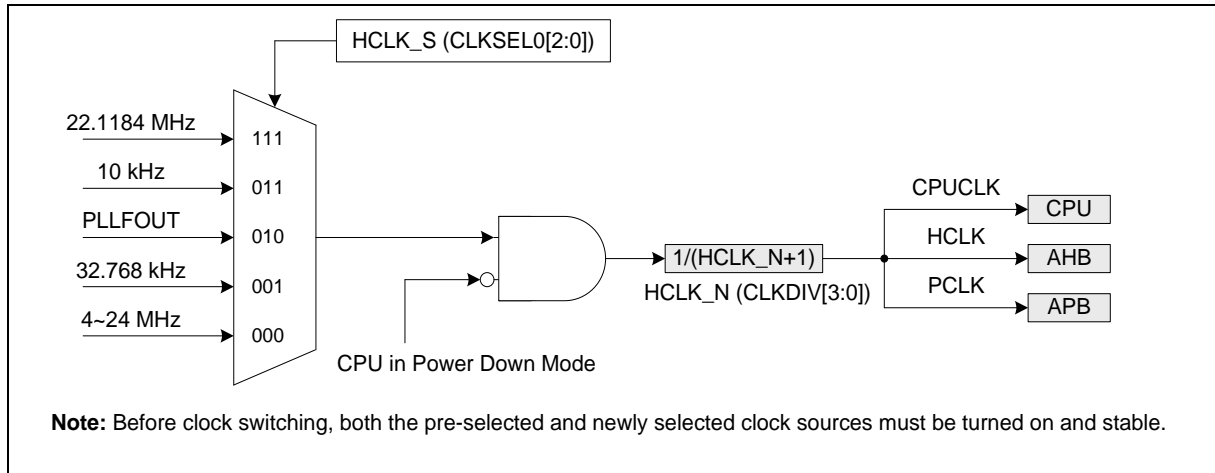 HCLK_S (CLKSEL0[2:0])
22.1184 MHz
111
10 kHz
011
PLLFOUT
010
32.768 kHz
001
4~24 MHz
000
CPU in Power Down Mode
1/(HCLK_N+1)
HCLK_N (CLKDIV[3:0])
CPUCLK
CPU
HCLK
AHB
PCLK
APB
Note: Before clock switching, both the pre-selected and newly selected clock sources must be turned on and stable.